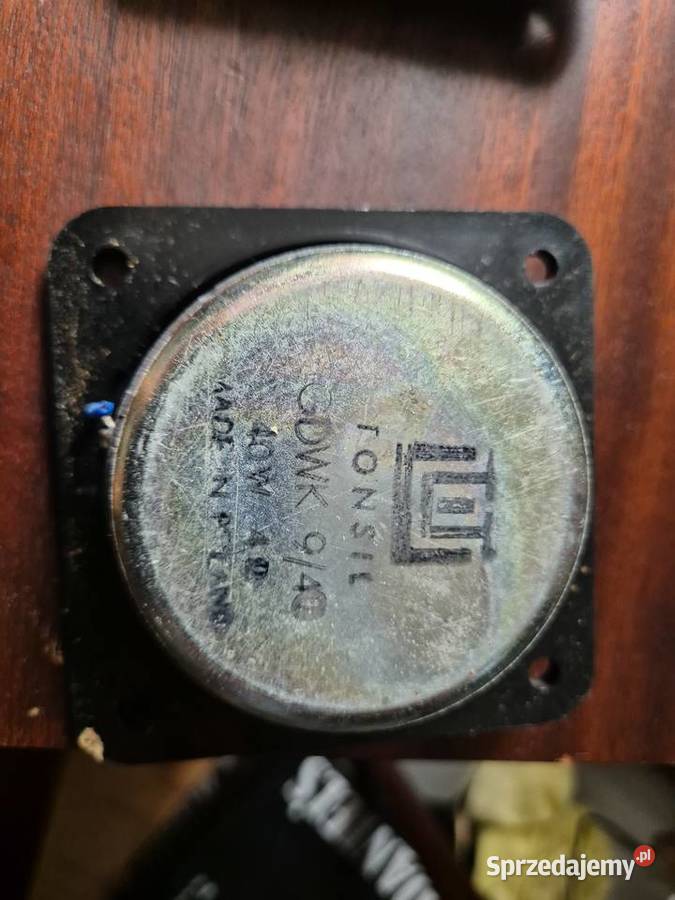 TONSIL
GDWK 9/40
40W 4Ω
MADE IN POLAND
Sprzedajemy.pl